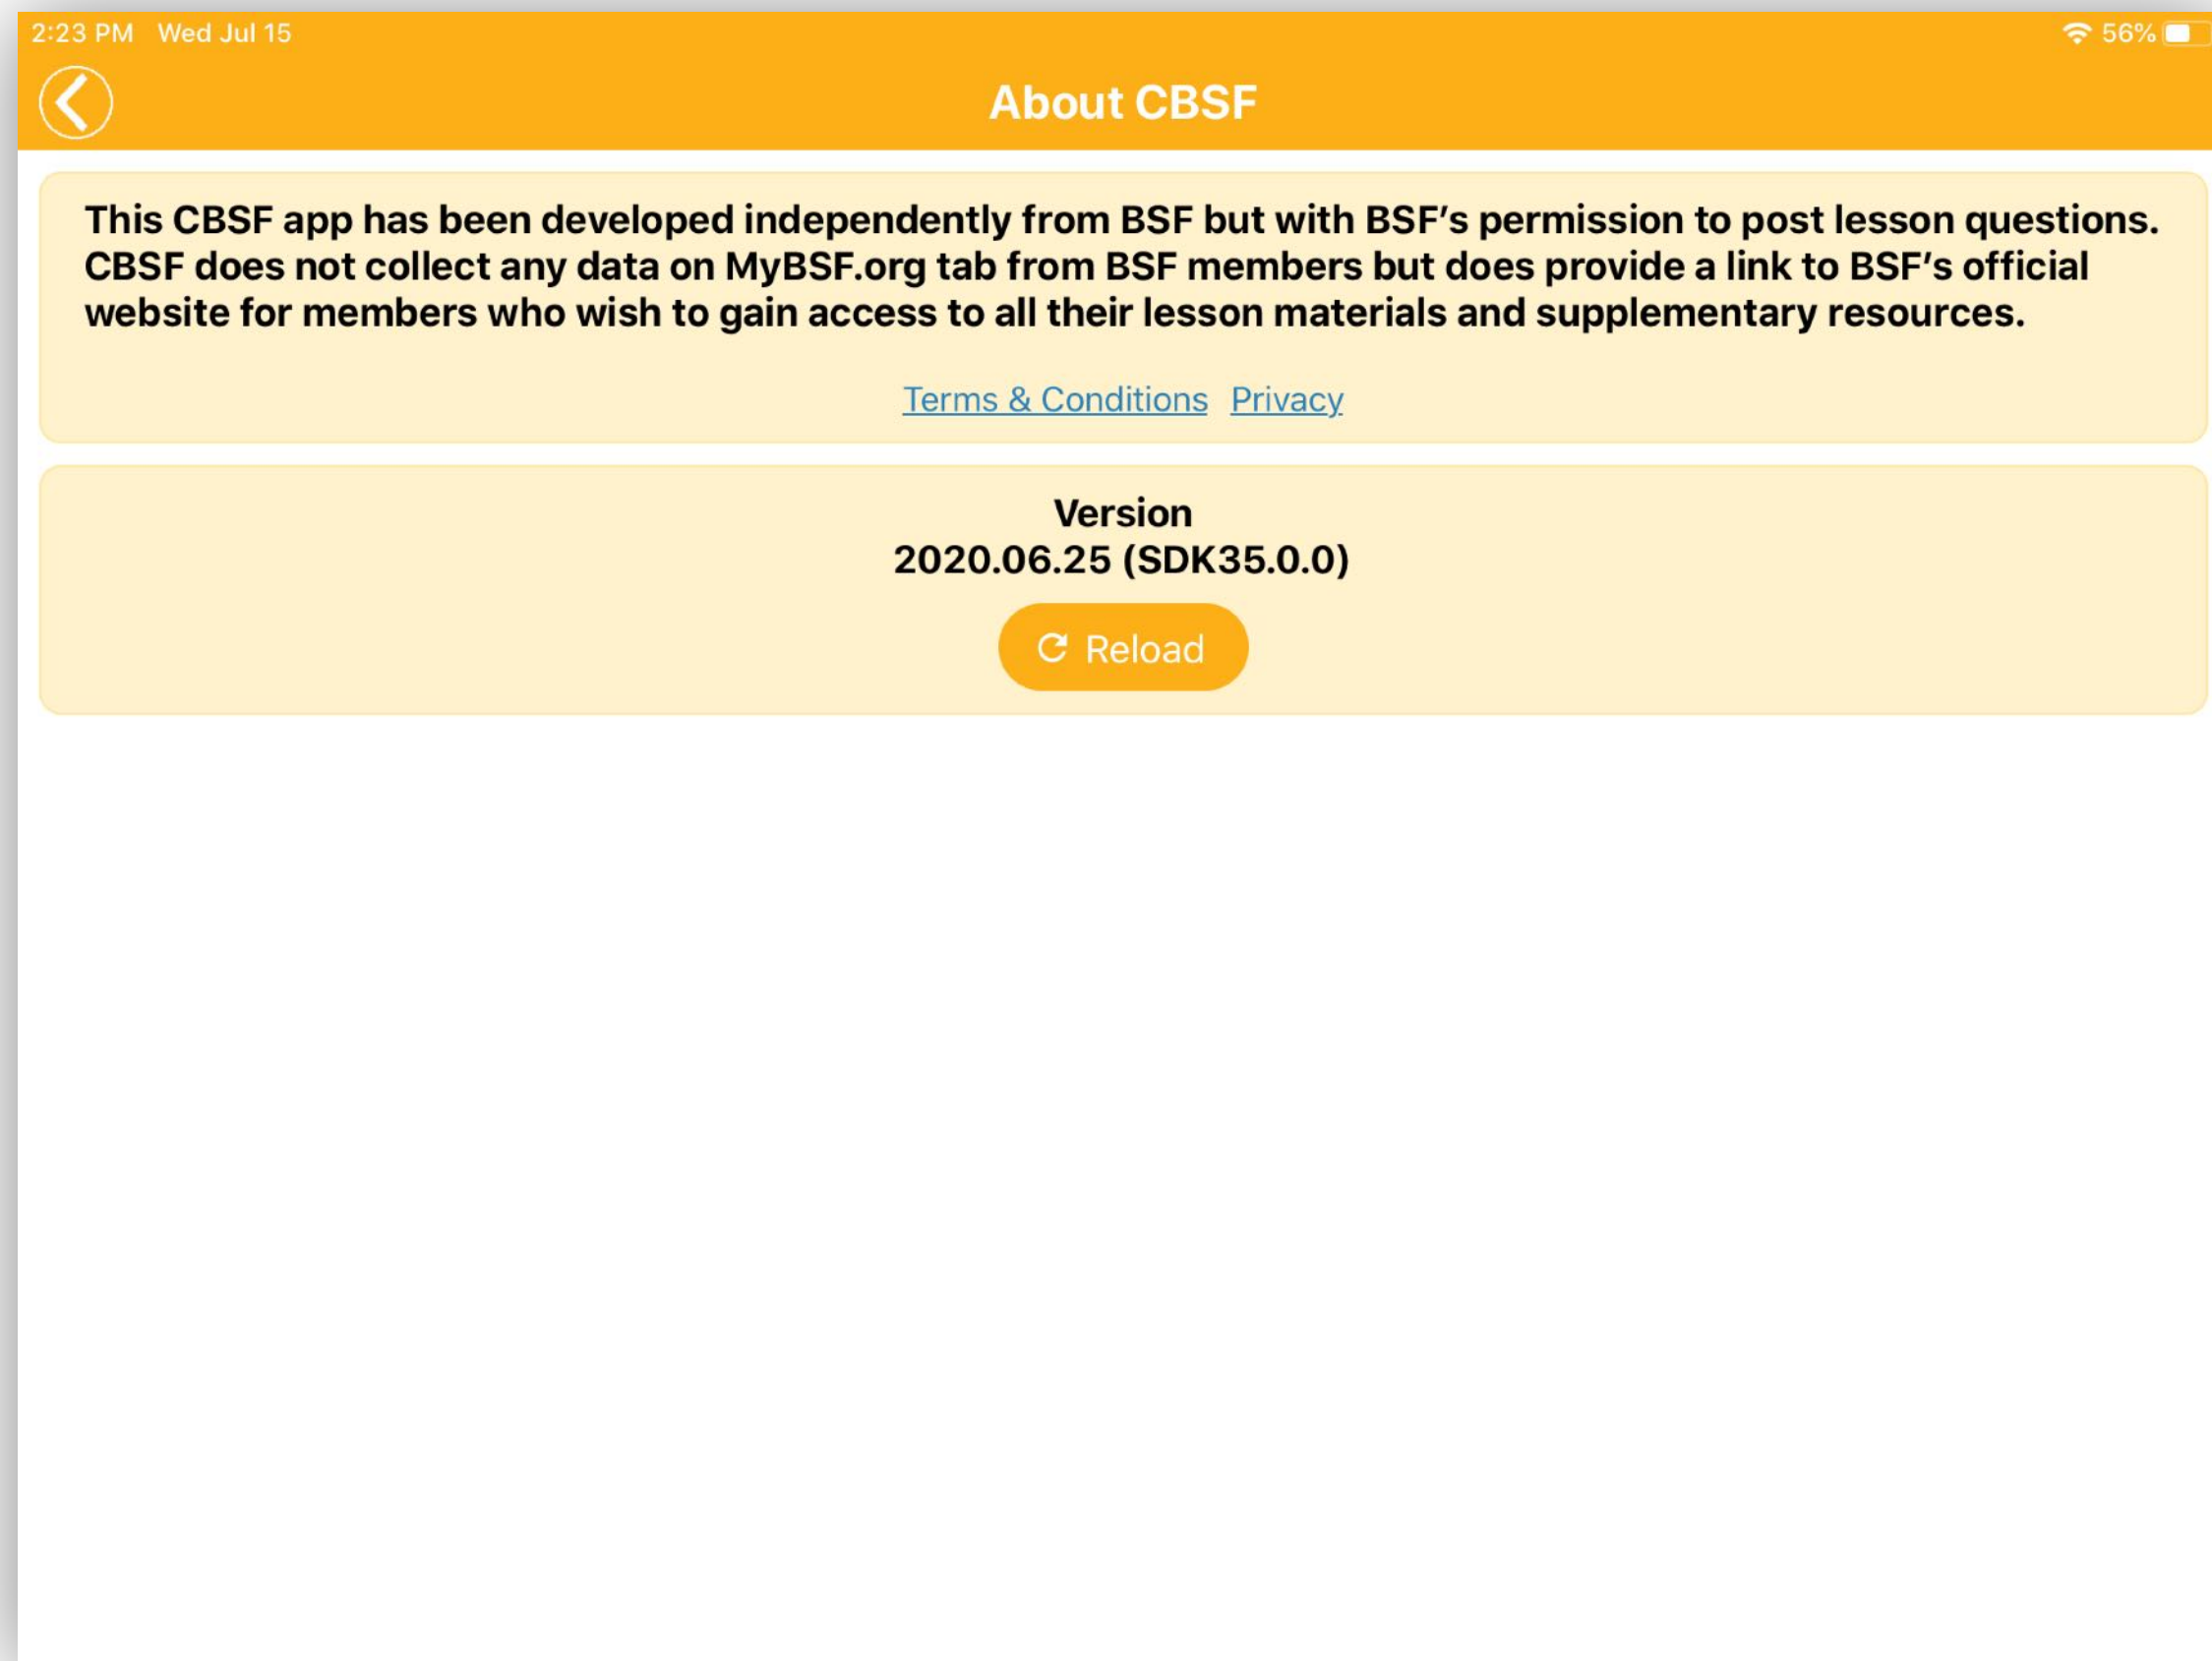 2:23 PM Wed Jul 15 56%
About CBSF
This CBSF app has been developed independently from BSF but with BSF’s permission to post lesson questions.
CBSF does not collect any data on MyBSF.org tab from BSF members but does provide a link to BSF’s official
website for members who wish to gain access to all their lesson materials and supplementary resources.
Terms & Conditions Privacy
Version
2020.06.25 (SDK35.0.0)
Reload